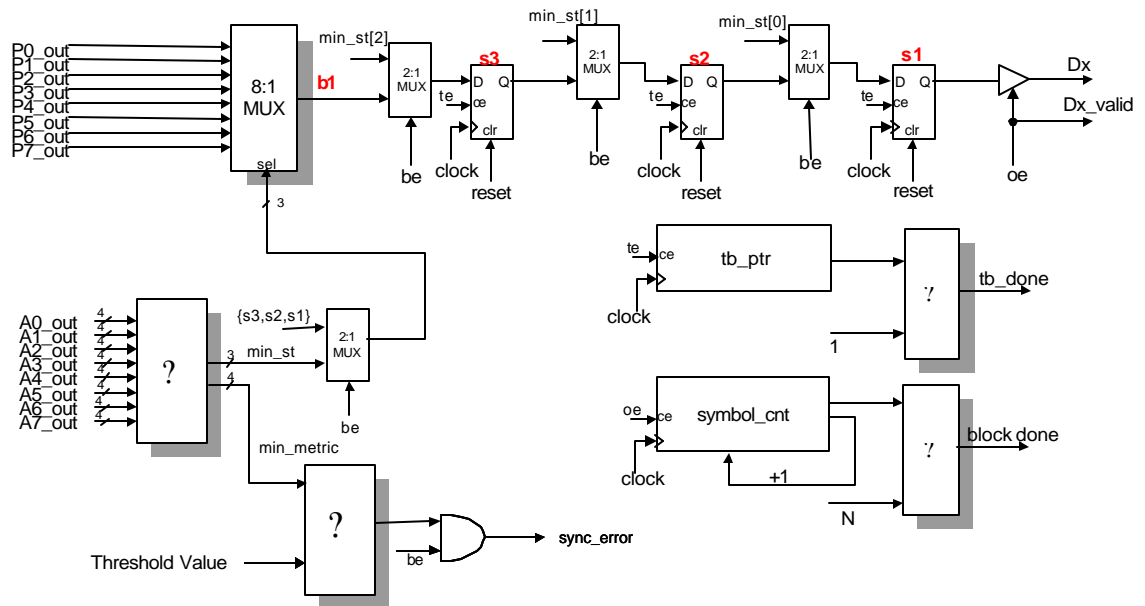 P0_out
P1_out
P2_out
P3_out
P4_out
P5_out
P6_out
P7_out
8:1
MUX
sel
3
b1
min_st[2]
2:1
MUX
be
s3
D Q
te
ce
clr
clock
reset
min_st[1]
2:1
MUX
be
s2
D Q
te
ce
clr
clock
reset
min_st[0]
2:1
MUX
be
s1
D Q
te
ce
clr
clock
reset
Dx
Dx_valid
oe
te
ce
tb_ptr
clock
1
?
tb_done
A0_out
A1_out
A2_out
A3_out
A4_out
A5_out
A6_out
A7_out
4
4
4
4
4
4
4
4
?
3
min_st
4
{s3,s2,s1}
2:1
MUX
be
min_metric
?
Threshold Value
be
sync_error
oe
ce
symbol_cnt
clock
+1
N
?
block done